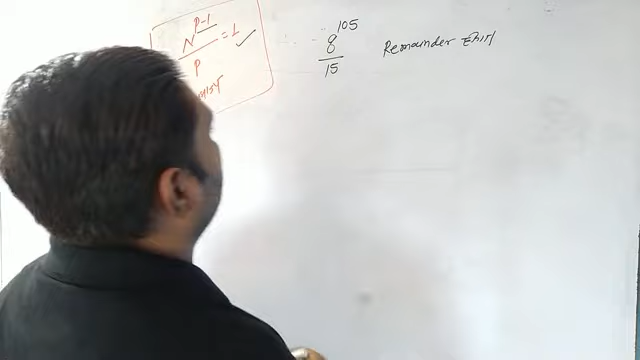 N^{P-1}/P = 1 ✓
8^{105}/15 Remainder